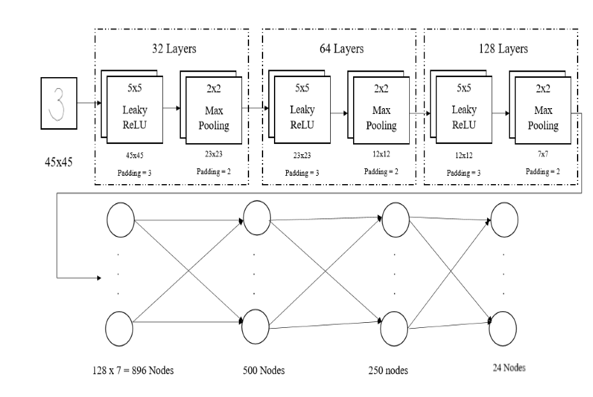 32 Layers
64 Layers
128 Layers
5x5
Leaky
ReLU
2x2
Max
Pooling
5x5
Leaky
ReLU
2x2
Max
Pooling
5x5
Leaky
ReLU
2x2
Max
Pooling
3
45x45
45x45
Padding = 3
23x23
Padding = 2
23x23
Padding = 3
12x12
Padding = 2
12x12
Padding = 3
7x7
Padding = 2
128 x 7 = 896 Nodes
500 Nodes
250 nodes
24 Nodes